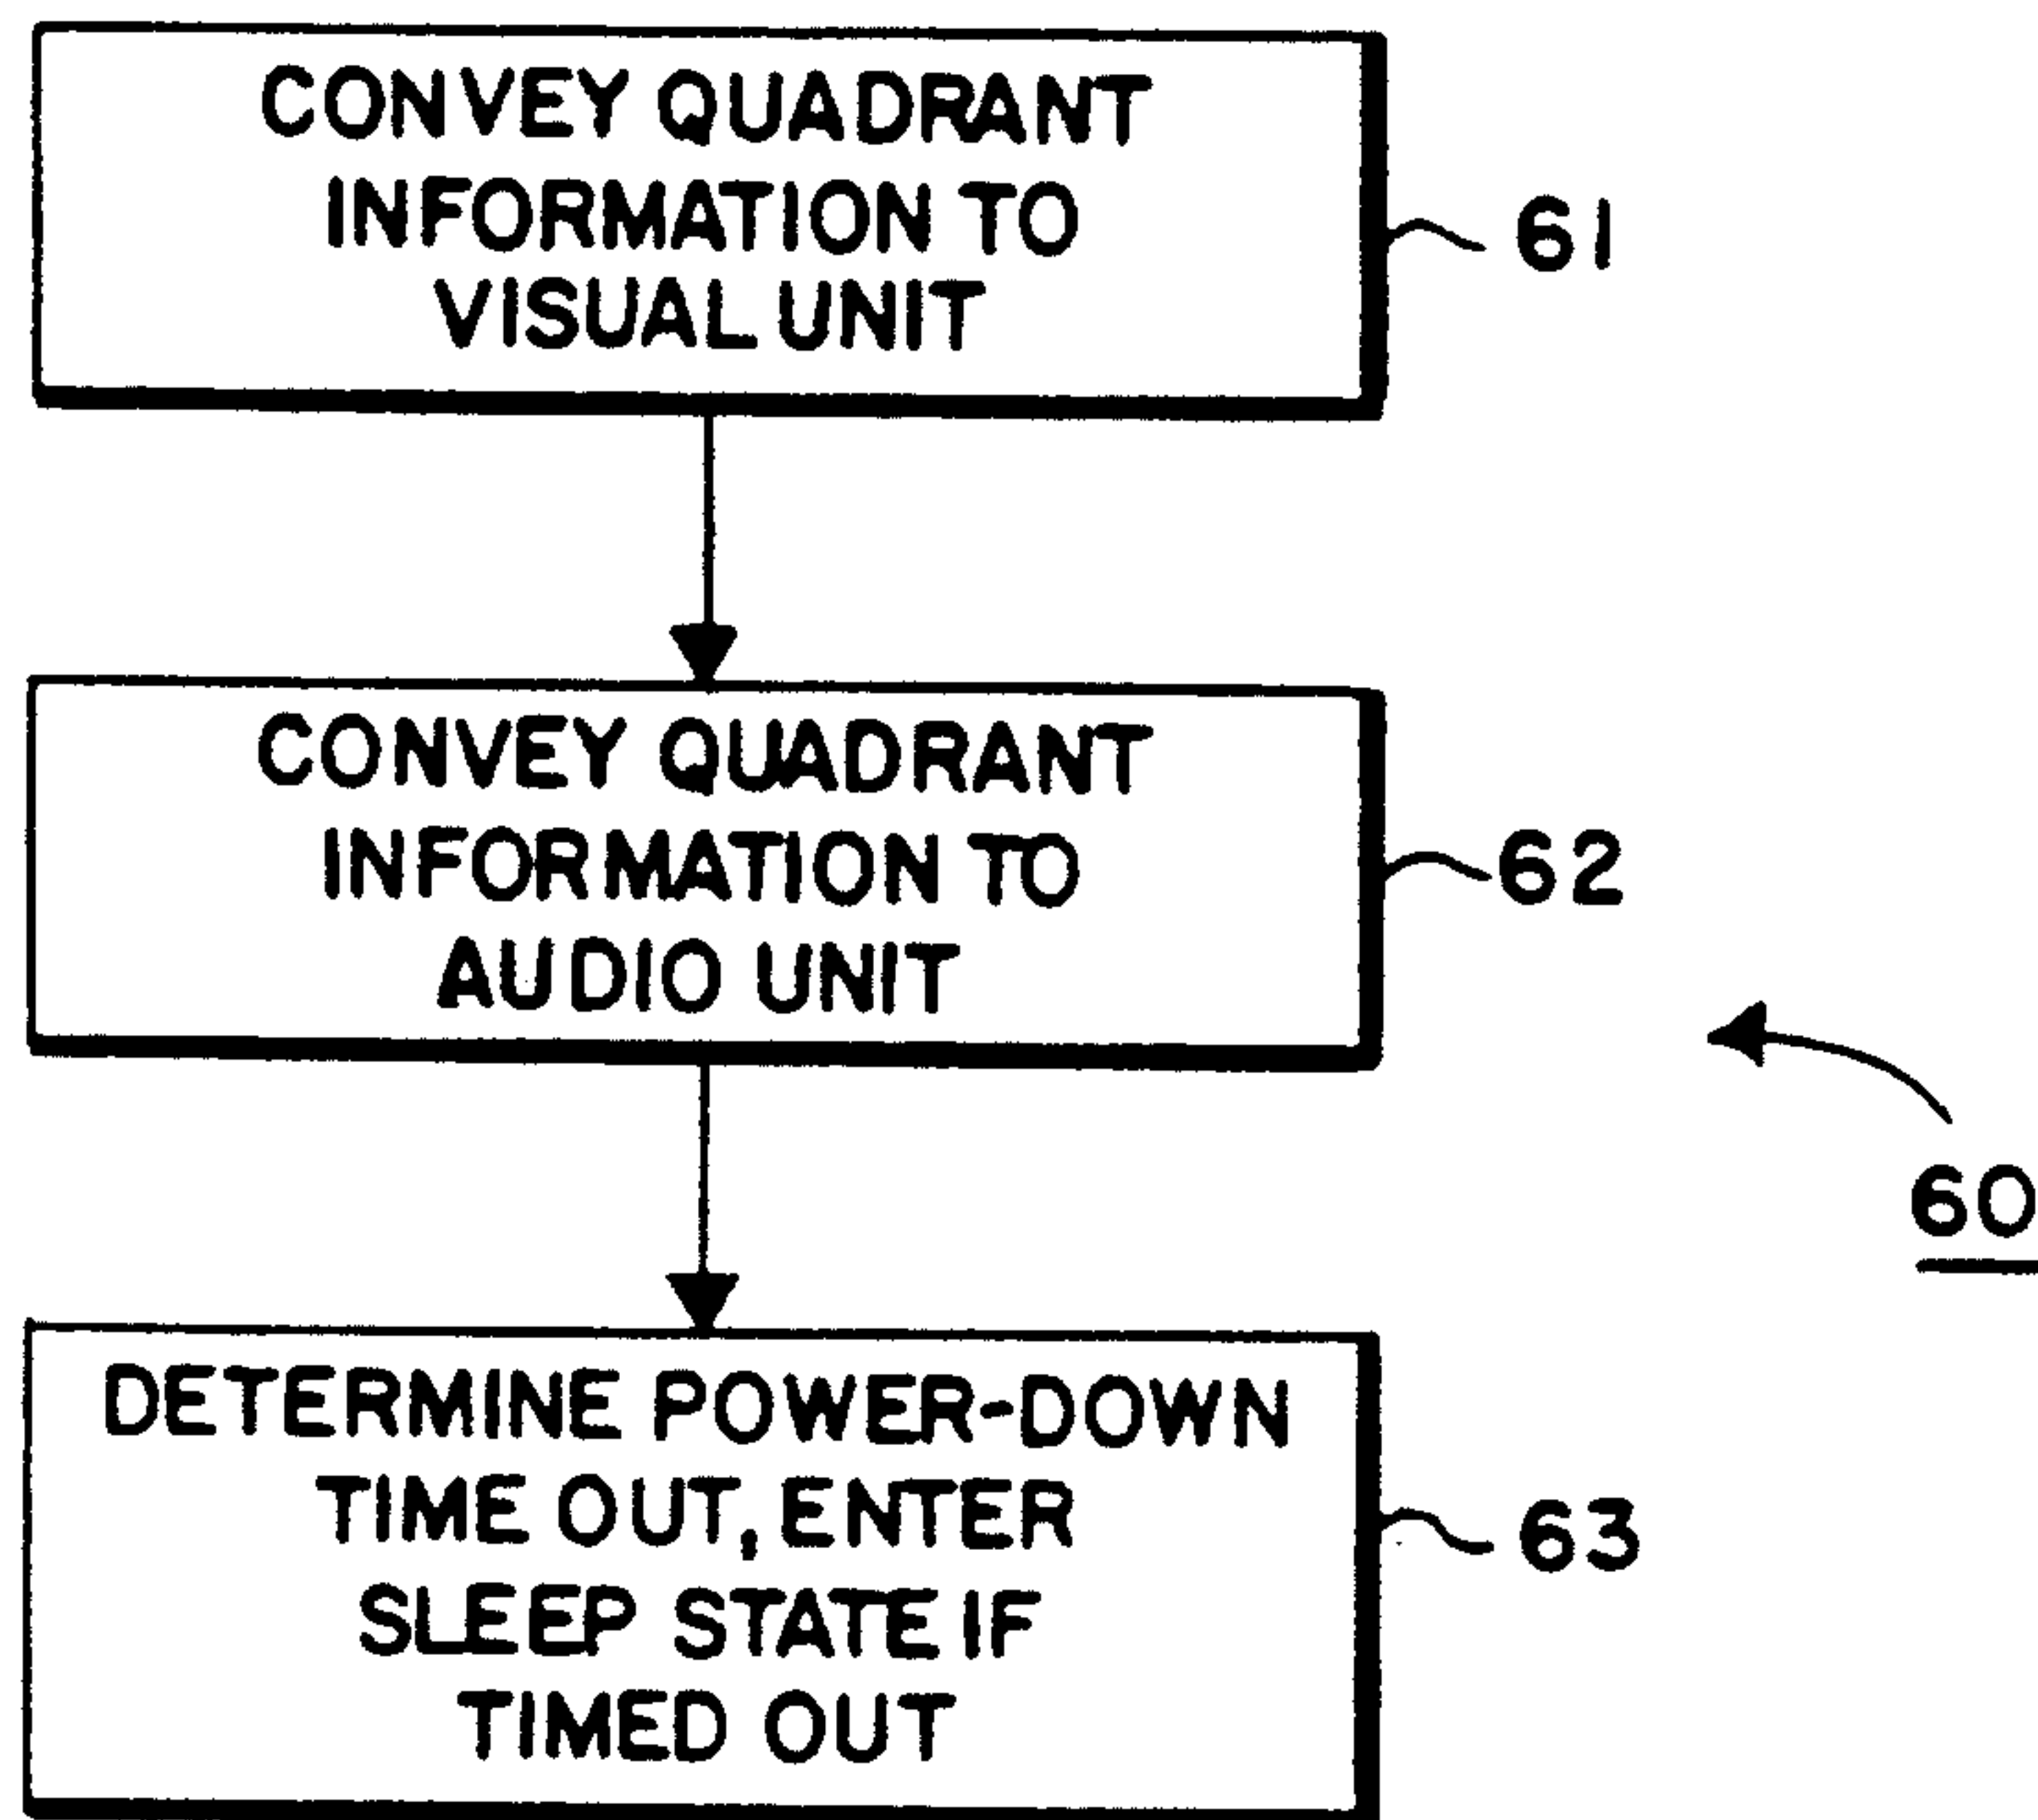 CONVEY QUADRANT
INFORMATION TO
VISUAL UNIT
61
CONVEY QUADRANT
INFORMATION TO
AUDIO UNIT
62
60
DETERMINE POWER-DOWN
TIME OUT, ENTER
SLEEP STATE IF
TIMED OUT
63